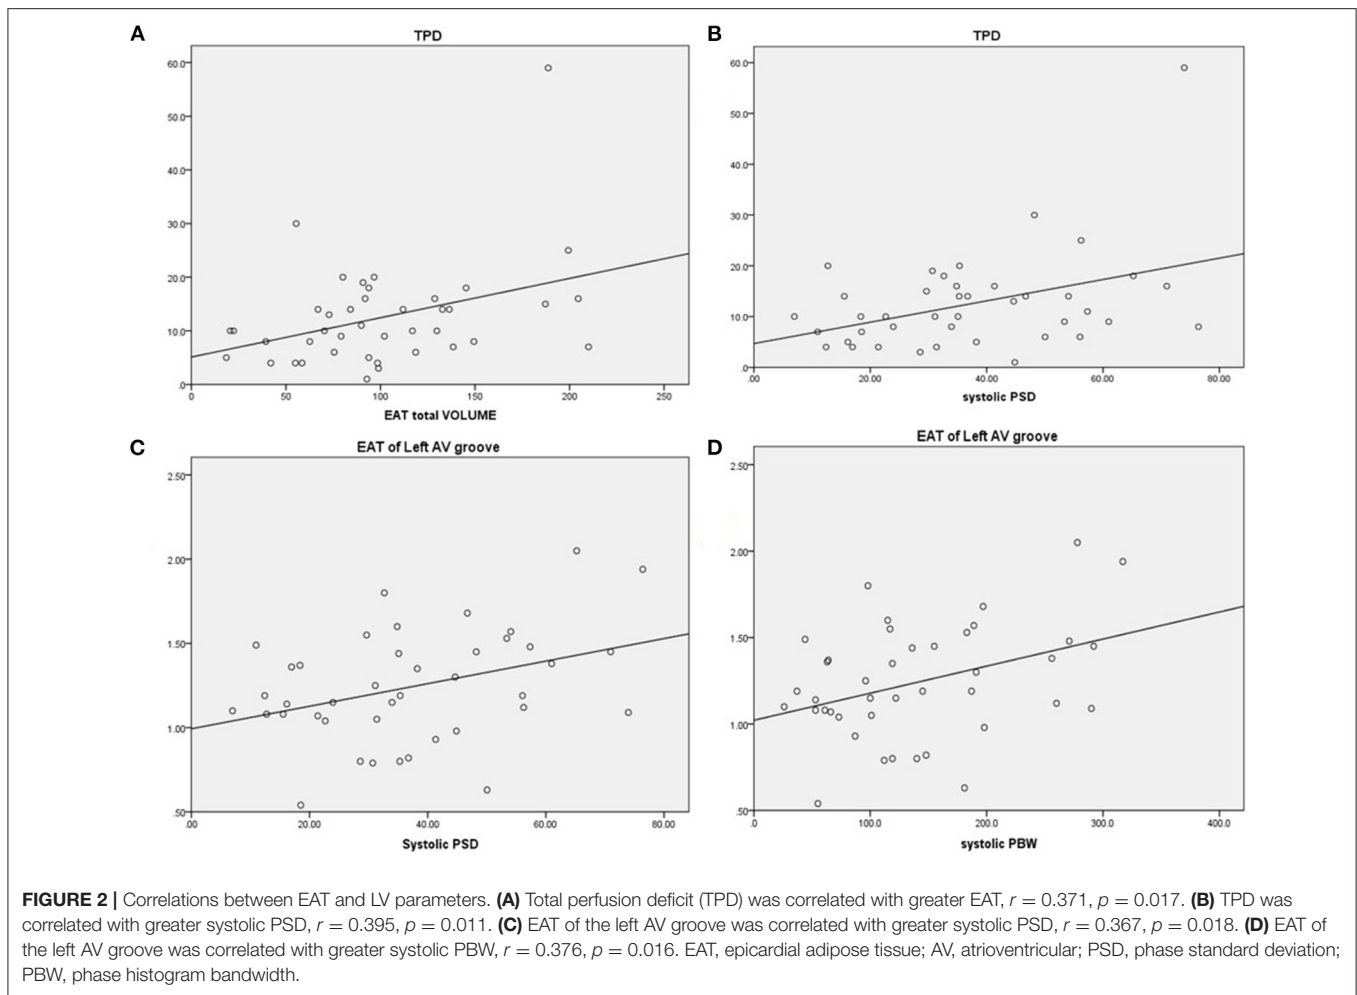 A
TPD
60.0
50.0
40.0
30.0
20.0
10.0
.0
0 50 100 150 200 250
EAT total VOLUME
B
TPD
60.0
50.0
40.0
30.0
20.0
10.0
.0
.00 20.00 40.00 60.00 80.00
systolic PSD
C
EAT of Left AV groove
2.50
2.00
1.50
1.00
.50
.00 20.00 40.00 60.00 80.00
Systolic PSD
D
EAT of Left AV groove
2.50
2.00
1.50
1.00
.50
.0 100.0 200.0 300.0 400.0
systolic PBW
FIGURE 2 | Correlations between EAT and LV parameters. (A) Total perfusion deficit (TPD) was correlated with greater EAT, r = 0.371, p = 0.017. (B) TPD was
correlated with greater systolic PSD, r = 0.395, p = 0.011. (C) EAT of the left AV groove was correlated with greater systolic PSD, r = 0.367, p = 0.018. (D) EAT of
the left AV groove was correlated with greater systolic PBW, r = 0.376, p = 0.016. EAT, epicardial adipose tissue; AV, atrioventricular; PSD, phase standard deviation;
PBW, phase histogram bandwidth.